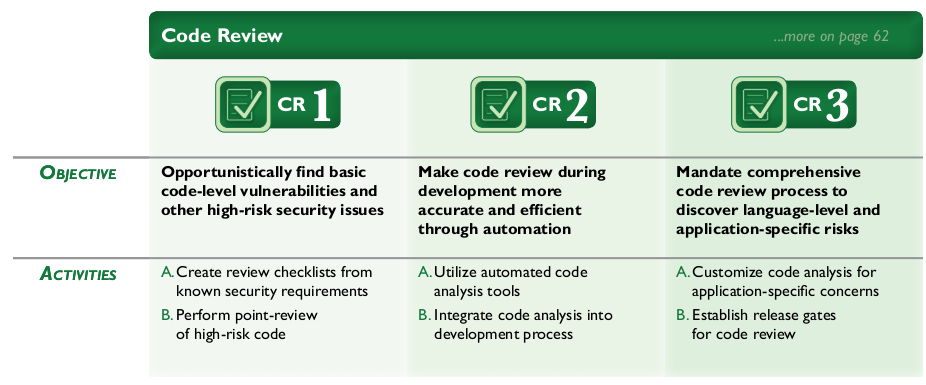 Code Review
...more on page 62
CR 1
CR 2
CR 3
OBJECTIVE
Opportunistically find basic
code-level vulnerabilities and
other high-risk security issues
Make code review during
development more
accurate and efficient
through automation
Mandate comprehensive
code review process to
discover language-level and
application-specific risks
ACTIVITIES
A. Create review checklists from
known security requirements
B. Perform point-review
of high-risk code
A. Utilize automated code
analysis tools
B. Integrate code analysis into
development process
A. Customize code analysis for
application-specific concerns
B. Establish release gates
for code review